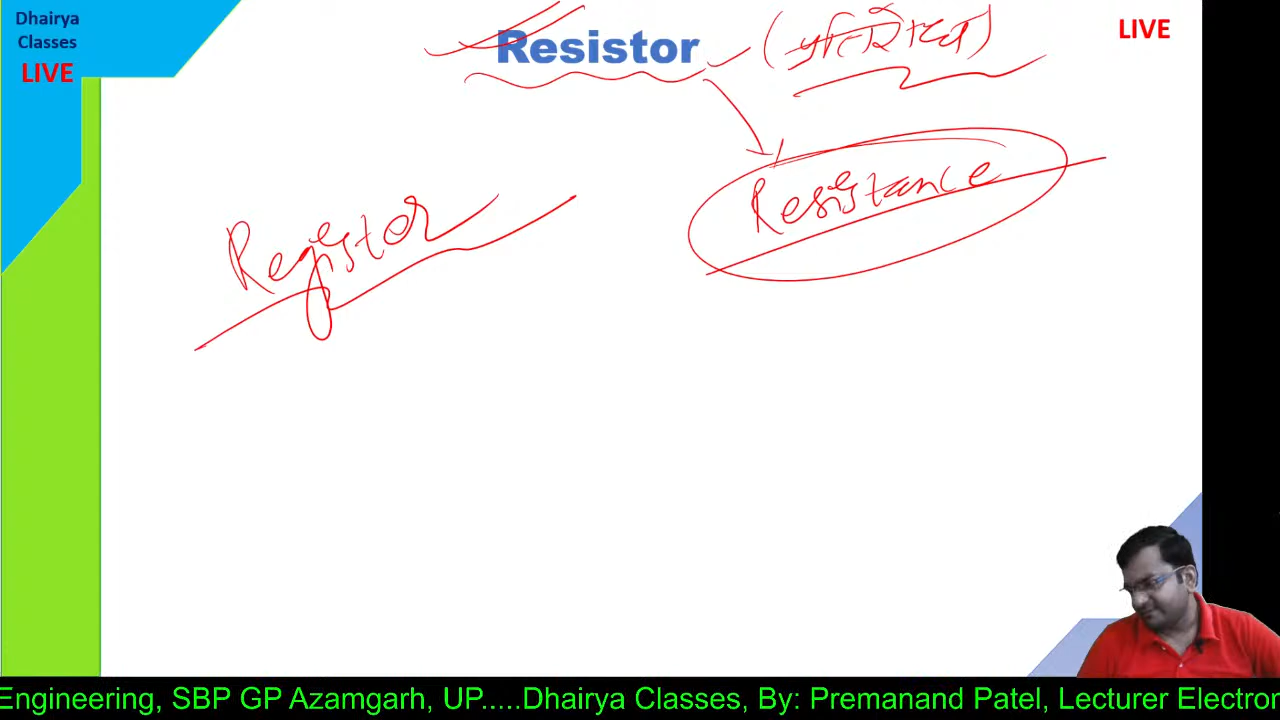 Dhairya
Classes
LIVE
Resistor
(प्रतिरोधक)
LIVE
Resistance
Register
Engineering, SBP GP Azamgarh, UP.....Dhairya Classes, By: Premanand Patel, Lecturer Electron